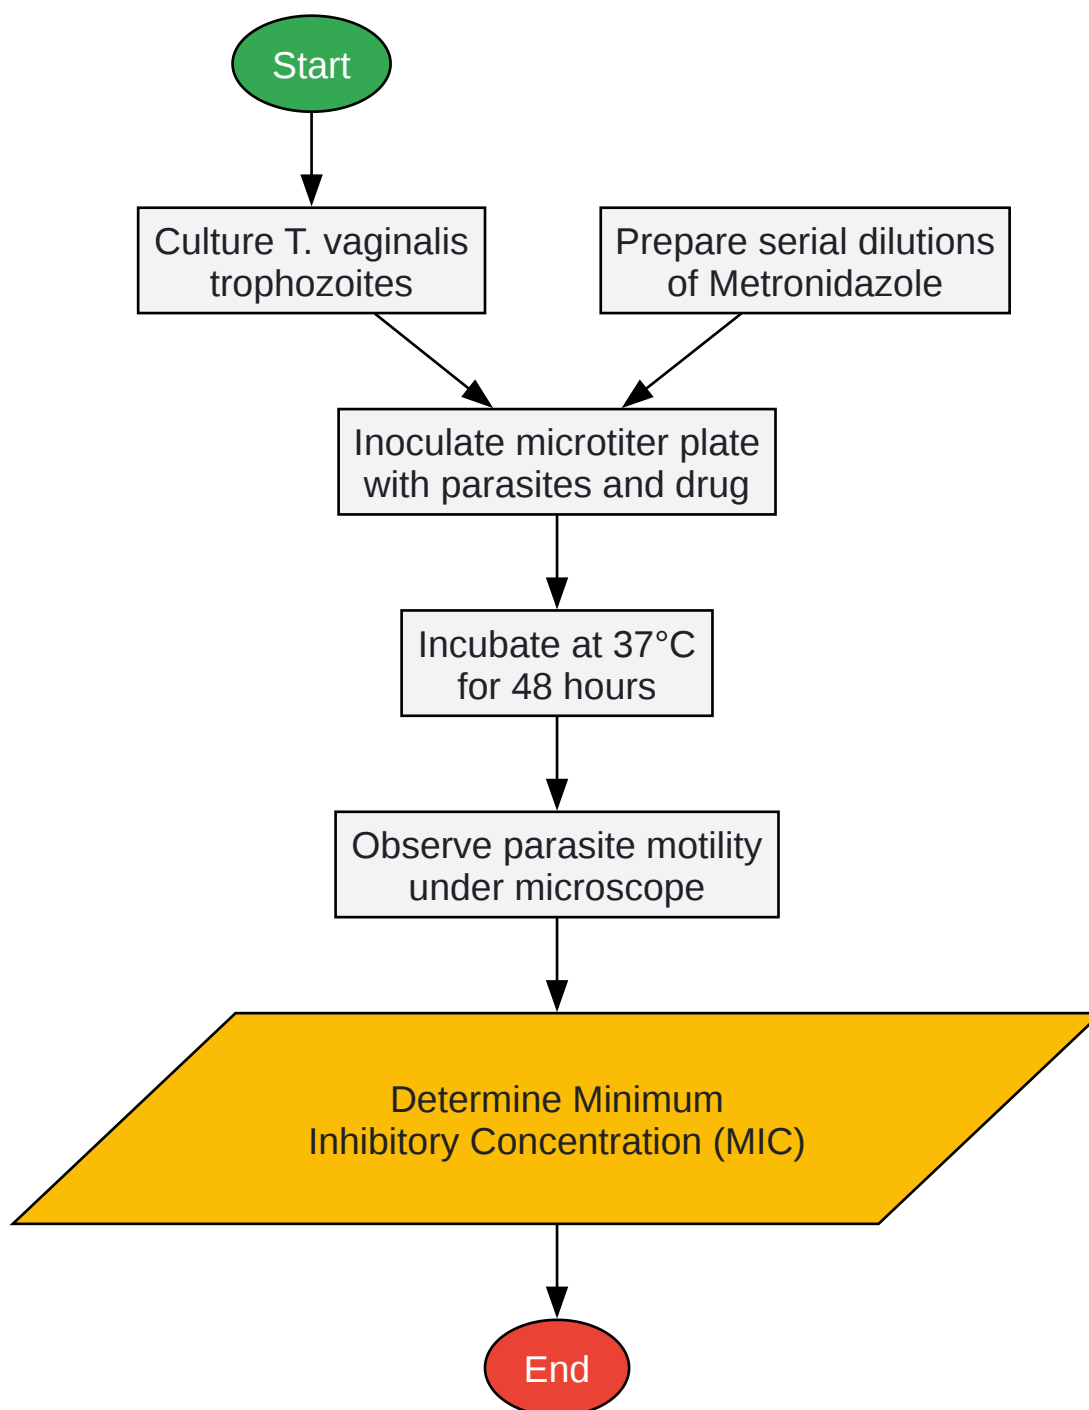 Start
Culture T. vaginalis
trophozoites
Prepare serial dilutions
of Metronidazole
Inoculate microtiter plate
with parasites and drug
Incubate at 37°C
for 48 hours
Observe parasite motility
under microscope
Determine Minimum
Inhibitory Concentration (MIC)
End